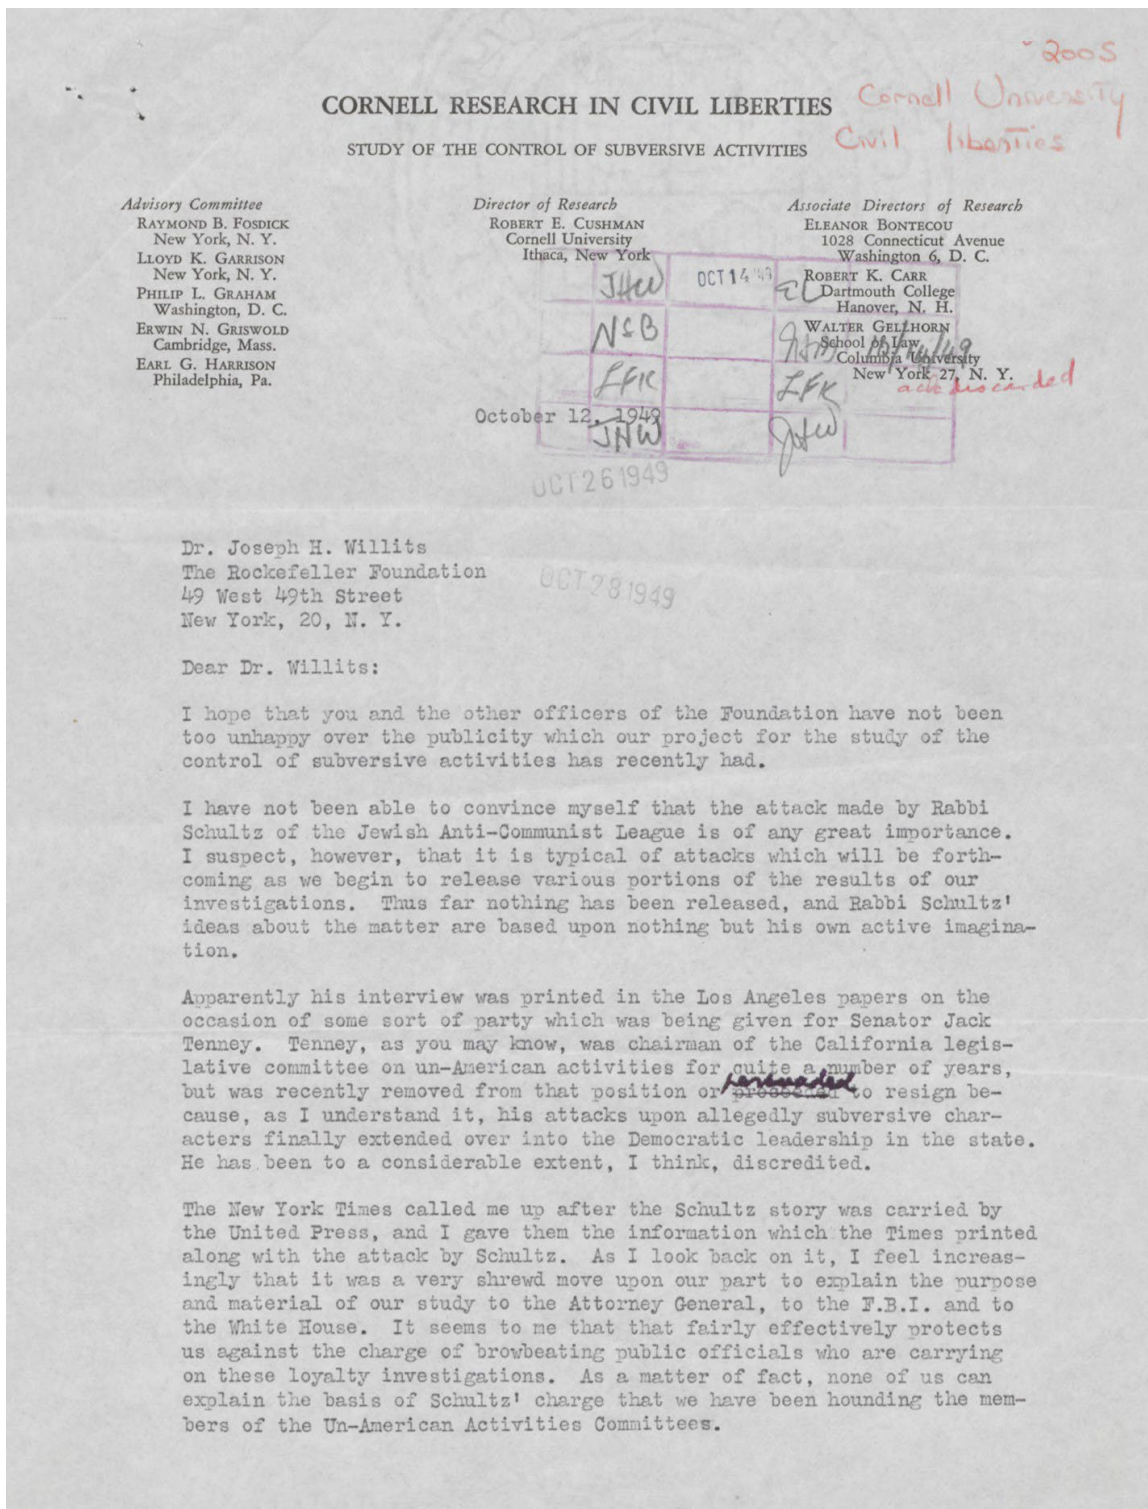 2005
CORNELL RESEARCH IN CIVIL LIBERTIES
Cornell University
STUDY OF THE CONTROL OF SUBVERSIVE ACTIVITIES
Civil liberties
Advisory Committee
RAYMOND B. FOSDICK
New York, N. Y.
LLOYD K. GARRISON
New York, N. Y.
PHILIP L. GRAHAM
Washington, D. C.
ERWIN N. GRISWOLD
Cambridge, Mass.
EARL G. HARRISON
Philadelphia, Pa.
Director of Research
ROBERT E. CUSHMAN
Cornell University
Ithaca, New York
Associate Directors of Research
ELEANOR BONTECOU
1028 Connecticut Avenue
Washington 6, D. C.
ROBERT K. CARR
Dartmouth College
Hanover, N. H.
WALTER GELLHORN
School of Law
Columbia University
New York 27, N. Y.
ack discarded
JHW OCT 14 '49
NSB
LFK LFK
October 12, 1949
JHW JHW
OCT 26 1949
Dr. Joseph H. Willits
The Rockefeller Foundation
OCT 28 1949
49 West 49th Street
New York, 20, N. Y.
Dear Dr. Willits:
I hope that you and the other officers of the Foundation have not been
too unhappy over the publicity which our project for the study of the
control of subversive activities has recently had.
I have not been able to convince myself that the attack made by Rabbi
Schultz of the Jewish Anti-Communist League is of any great importance.
I suspect, however, that it is typical of attacks which will be forth-
coming as we begin to release various portions of the results of our
investigations. Thus far nothing has been released, and Rabbi Schultz'
ideas about the matter are based upon nothing but his own active imagina-
tion.
Apparently his interview was printed in the Los Angeles papers on the
occasion of some sort of party which was being given for Senator Jack
Tenney. Tenney, as you may know, was chairman of the California legis-
lative committee on un-American activities for quite a number of years,
but was recently removed from that position or persuaded to resign be-
cause, as I understand it, his attacks upon allegedly subversive char-
acters finally extended over into the Democratic leadership in the state.
He has been to a considerable extent, I think, discredited.
The New York Times called me up after the Schultz story was carried by
the United Press, and I gave them the information which the Times printed
along with the attack by Schultz. As I look back on it, I feel increas-
ingly that it was a very shrewd move upon our part to explain the purpose
and material of our study to the Attorney General, to the F.B.I. and to
the White House. It seems to me that that fairly effectively protects
us against the charge of browbeating public officials who are carrying
on these loyalty investigations. As a matter of fact, none of us can
explain the basis of Schultz' charge that we have been hounding the mem-
bers of the Un-American Activities Committees.